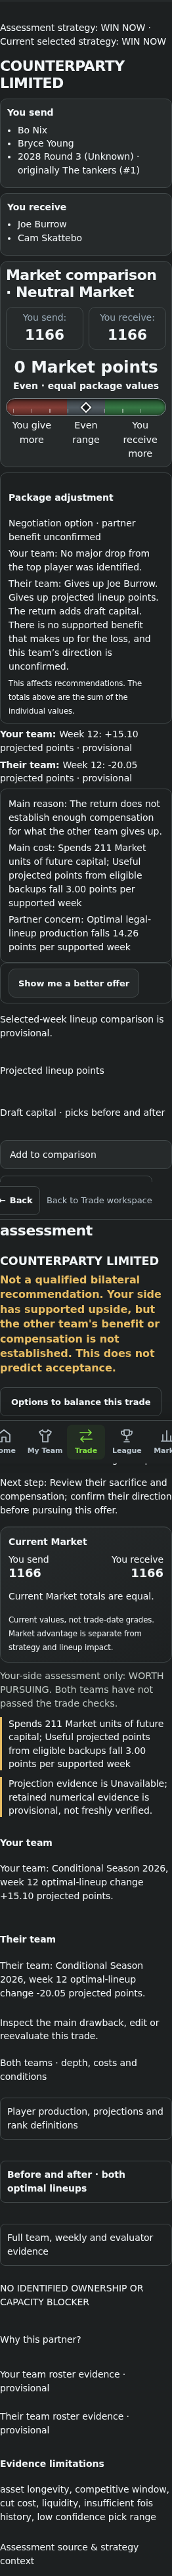 Assessment strategy: WIN NOW ·
Current selected strategy: WIN NOW
COUNTERPARTY
LIMITED
You send
• Bo Nix
• Bryce Young
• 2028 Round 3 (Unknown) ·
originally The tankers (#1)
You receive
• Joe Burrow
• Cam Skattebo
Market comparison
· Neutral Market
You send:
1166
You receive:
1166
0 Market points
Even · equal package values
You give
more
Even
range
You
receive
more
Package adjustment
Negotiation option · partner
benefit unconfirmed
Your team: No major drop from
the top player was identified.
Their team: Gives up Joe Burrow.
Gives up projected lineup points.
The return adds draft capital.
There is no supported benefit
that makes up for the loss, and
this team's direction is
unconfirmed.
This affects recommendations. The
totals above are the sum of the
individual values.
Your team: Week 12: +15.10
projected points · provisional
Their team: Week 12: -20.05
projected points · provisional
Main reason: The return does not
establish enough compensation
for what the other team gives up.
Main cost: Spends 211 Market
units of future capital; Useful
projected points from eligible
backups fall 3.00 points per
supported week
Partner concern: Optimal legal-
lineup production falls 14.26
points per supported week
Show me a better offer
Selected-week lineup comparison is
provisional.
Projected lineup points
Draft capital · picks before and after
Add to comparison
← Back
Back to Trade workspace
assessment
COUNTERPARTY LIMITED
Not a qualified bilateral
recommendation. Your side
has supported upside, but
the other team's benefit or
compensation is not
established. This does not
predict acceptance.
Options to balance this trade
ome
My Team
Trade
League
Mark
Next step: Review their sacrifice and
compensation; confirm their direction
before pursuing this offer.
Current Market
You send
1166
You receive
1166
Current Market totals are equal.
Current values, not trade-date grades.
Market advantage is separate from
strategy and lineup impact.
Your-side assessment only: WORTH
PURSUING. Both teams have not
passed the trade checks.
Spends 211 Market units of future
capital; Useful projected points
from eligible backups fall 3.00
points per supported week
Projection evidence is Unavailable;
retained numerical evidence is
provisional, not freshly verified.
Your team
Your team: Conditional Season 2026,
week 12 optimal-lineup change
+15.10 projected points.
Their team
Their team: Conditional Season
2026, week 12 optimal-lineup
change -20.05 projected points.
Inspect the main drawback, edit or
reevaluate this trade.
Both teams · depth, costs and
conditions
Player production, projections and
rank definitions
Before and after · both
optimal lineups
Full team, weekly and evaluator
evidence
NO IDENTIFIED OWNERSHIP OR
CAPACITY BLOCKER
Why this partner?
Your team roster evidence ·
provisional
Their team roster evidence ·
provisional
Evidence limitations
asset longevity, competitive window,
cut cost, liquidity, insufficient fois
history, low confidence pick range
Assessment source & strategy
context